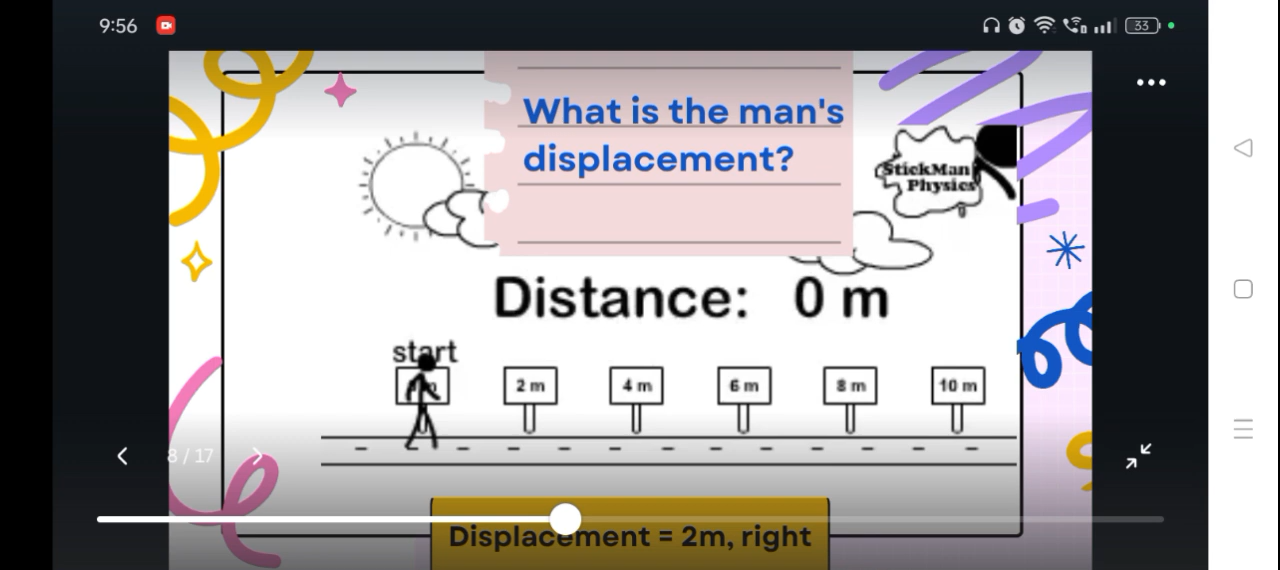 9:56
33
What is the man's
displacement?
StickMan
Physics
Distance: 0 m
start
2 m
4 m
6 m
8 m
10 m
8 / 17
Displacement = 2m, right